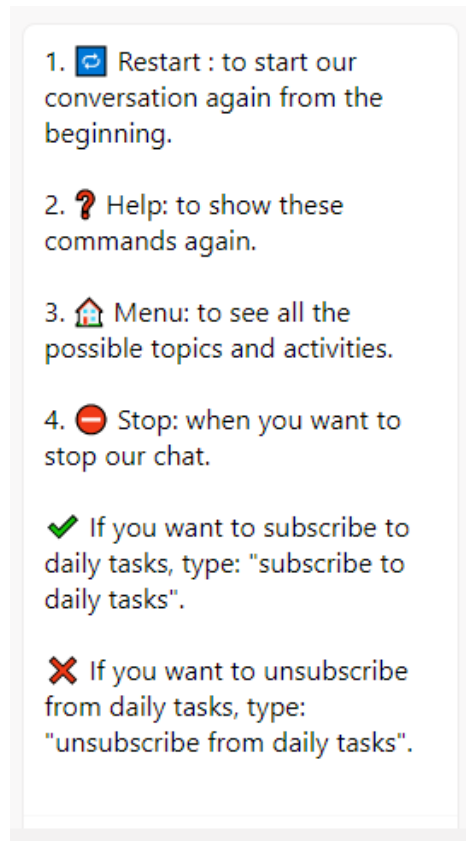 1. 🔁 Restart : to start our
conversation again from the
beginning.
2. ❓ Help: to show these
commands again.
3. 🏠 Menu: to see all the
possible topics and activities.
4. ⛔ Stop: when you want to
stop our chat.
✔ If you want to subscribe to
daily tasks, type: "subscribe to
daily tasks".
❌ If you want to unsubscribe
from daily tasks, type:
"unsubscribe from daily tasks".